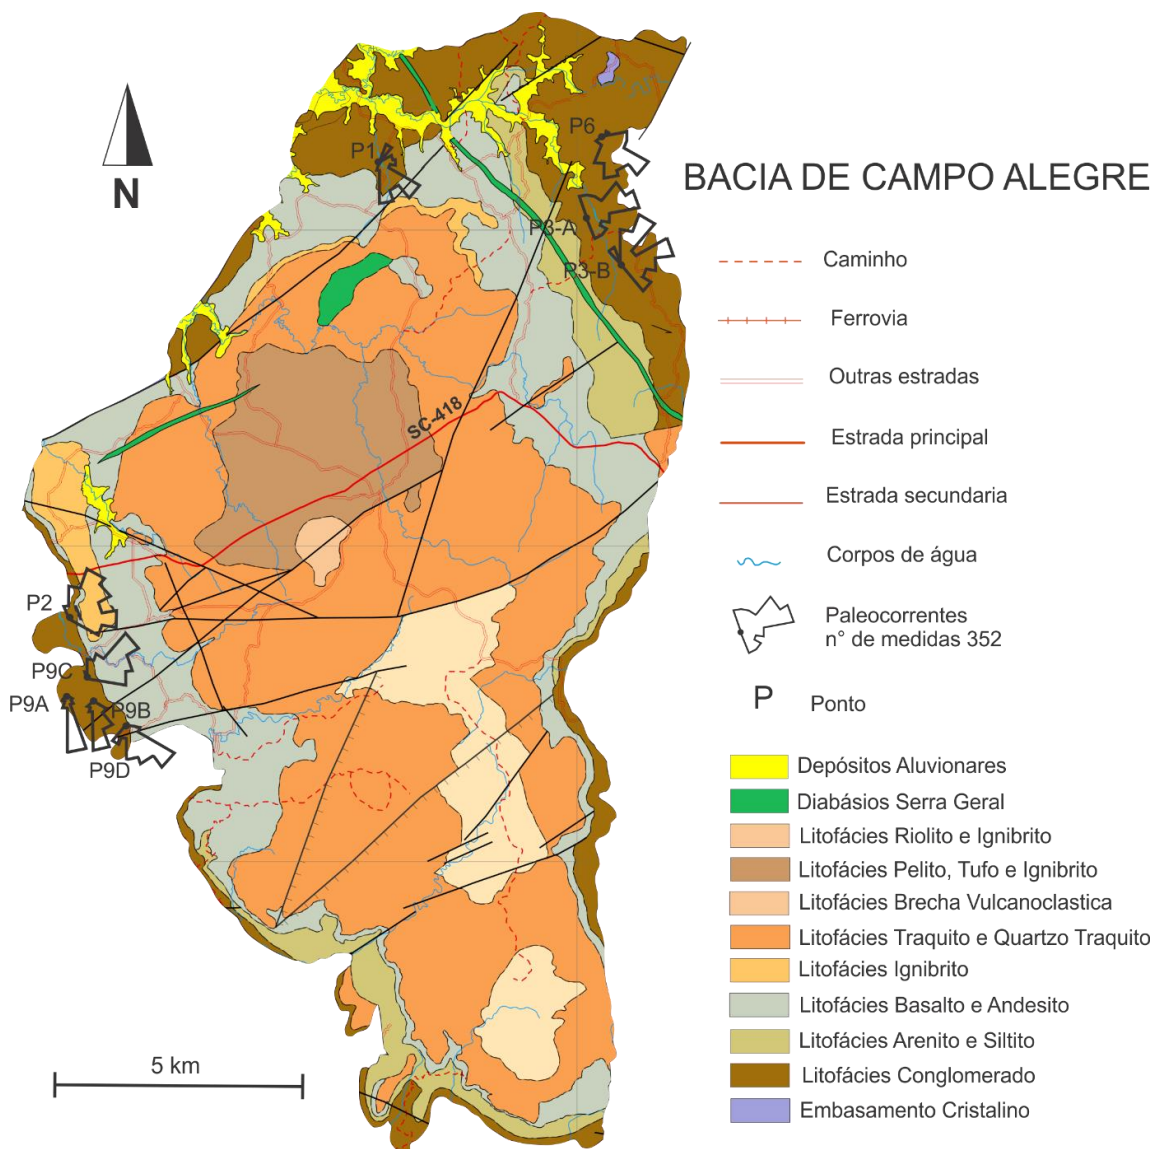 P6
P1
BACIA DE CAMPO ALEGRE
N
P3-A
P3-B
Caminho
Ferrovia
Outras estradas
SC-418
Estrada principal
Estrada secundaria
Corpos de água
P2
Paleocorrentes
n° de medidas 352
P9C
P9A
P9B
P9D
P
Ponto
Depósitos Aluvionares
Diabásios Serra Geral
Litofácies Riolito e Ignibrito
Litofácies Pelito, Tufo e Ignibrito
Litofácies Brecha Vulcanoclastica
Litofácies Traquito e Quartzo Traquito
Litofácies Ignibrito
Litofácies Basalto e Andesito
Litofácies Arenito e Siltito
Litofácies Conglomerado
Embasamento Cristalino
5 km